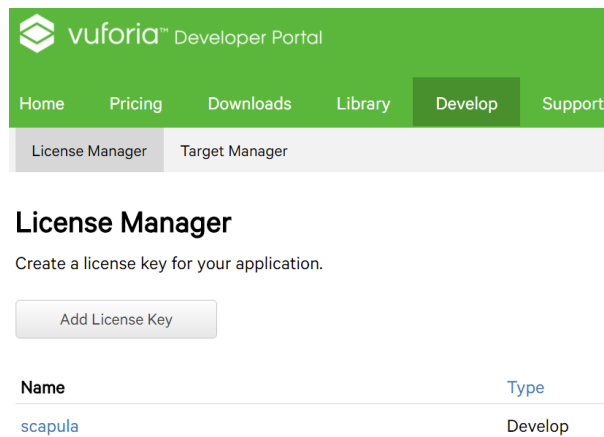 vuforia™ Developer Portal
Home Pricing Downloads Library Develop Support
License Manager Target Manager
License Manager
Create a license key for your application.
Add License Key
Name Type
scapula Develop